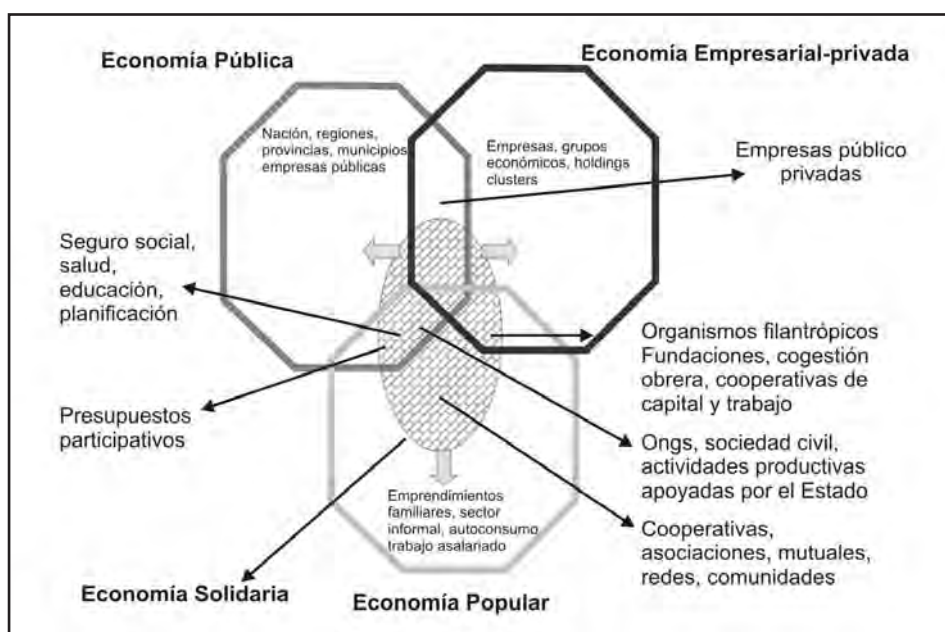 Economía Pública
Economía Empresarial-privada
Nación, regiones,
provincias, municipios
empresas públicas
Empresas, grupos
económicos, holdings
clusters
Empresas público
privadas
Seguro social,
salud,
educación,
planificación
Presupuestos
participativos
Organismos filantrópicos
Fundaciones, cogestión
obrera, cooperativas de
capital y trabajo
Ongs, sociedad civil,
actividades productivas
apoyadas por el Estado
Cooperativas,
asociaciones, mutuales,
redes, comunidades
Emprendimientos
familiares, sector
informal, autoconsumo
trabajo asalariado
Economía Solidaria
Economía Popular